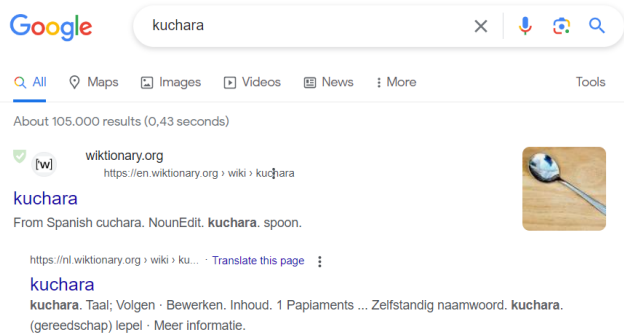 Google
kuchara
All Maps Images Videos News More Tools
About 105.000 results (0,43 seconds)
['w]
wiktionary.org
https://en.wiktionary.org › wiki › kuchara
kuchara
From Spanish cuchara. NounEdit. kuchara. spoon.
https://nl.wiktionary.org › wiki › ku... · Translate this page
kuchara
kuchara. Taal; Volgen · Bewerken. Inhoud. 1 Papiaments ... Zelfstandig naamwoord. kuchara.
(gereedschap) lepel · Meer informatie.